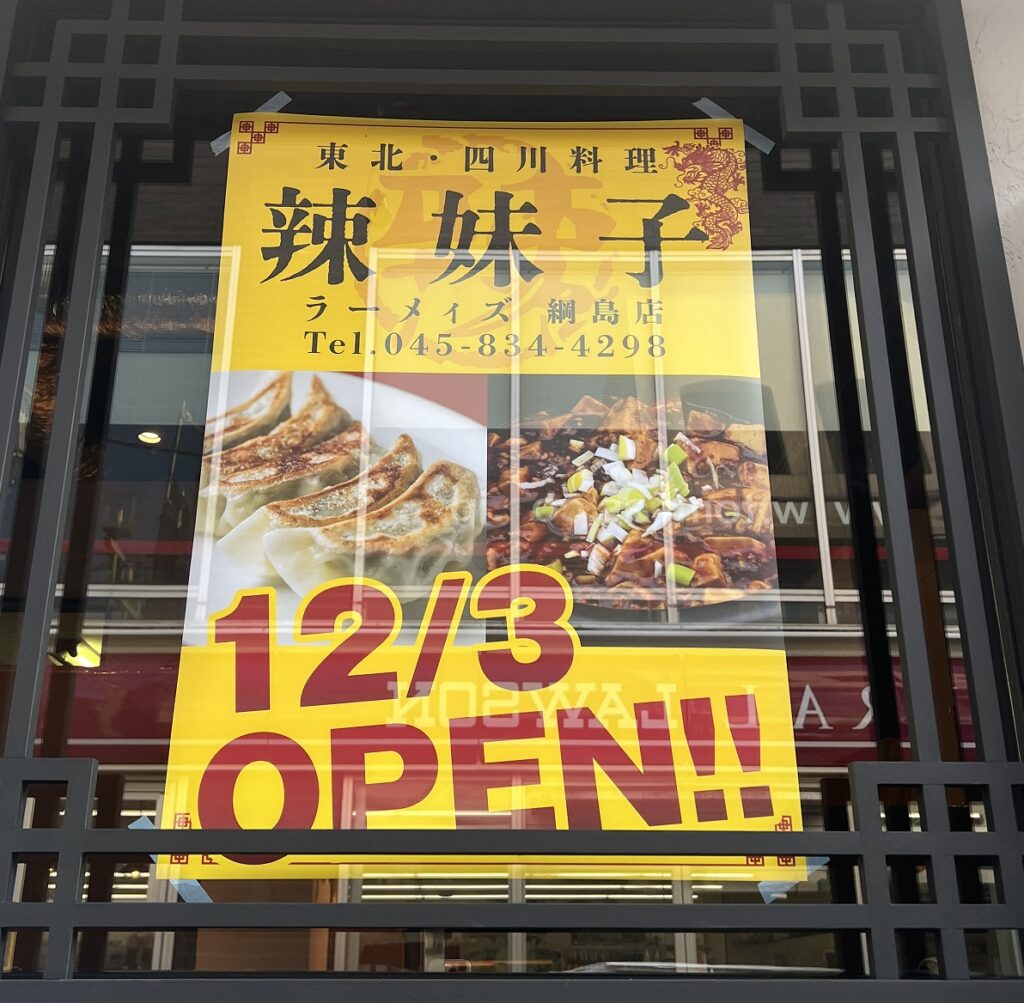 東北・四川料理
辣妹子
ラーメィズ 綱島店
Tel.045-834-4298
12/3
OPEN!!
LAWSON